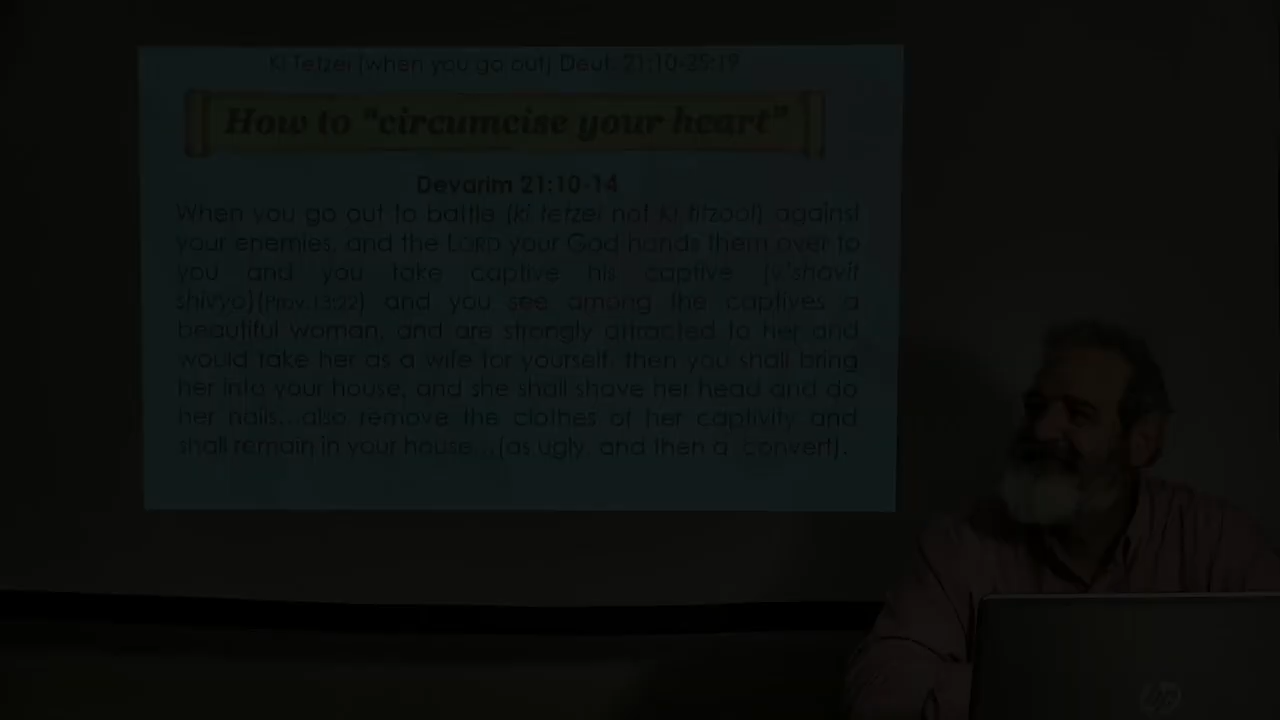 Ki Tetzei (when you go out) Deut. 21:10-25:19
How to "circumcise your heart"
Devarim 21:10-14
When you go out to battle (ki tetzei not ki titzool) against
your enemies, and the LORD your God hands them over to
you and you take captive his captive (v'shavit
shivyo)(Prov.13:22) and you see among the captives a
beautiful woman, and are strongly attracted to her and
would take her as a wife for yourself, then you shall bring
her into your house, and she shall shave her head and do
her nails...also remove the clothes of her captivity and
shall remain in your house...(as ugly, and then a convert).
hp